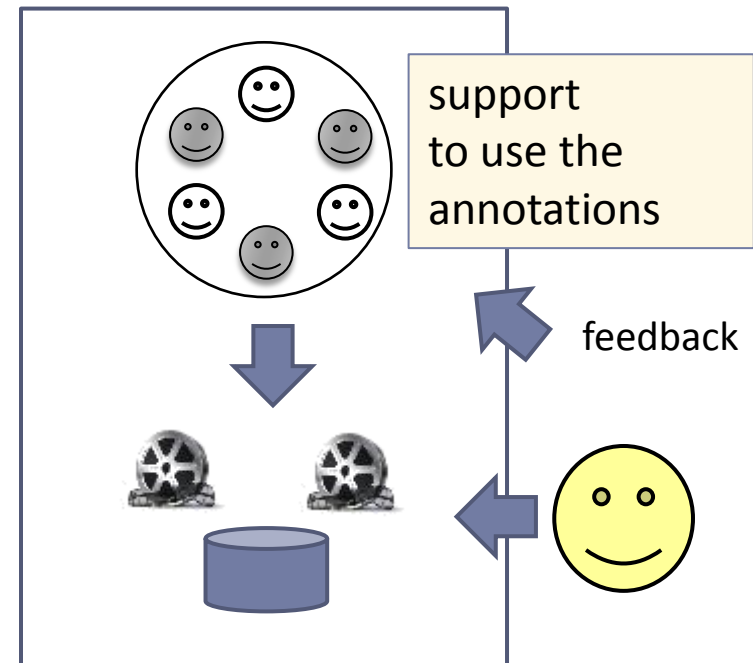 support
to use the
annotations
feedback